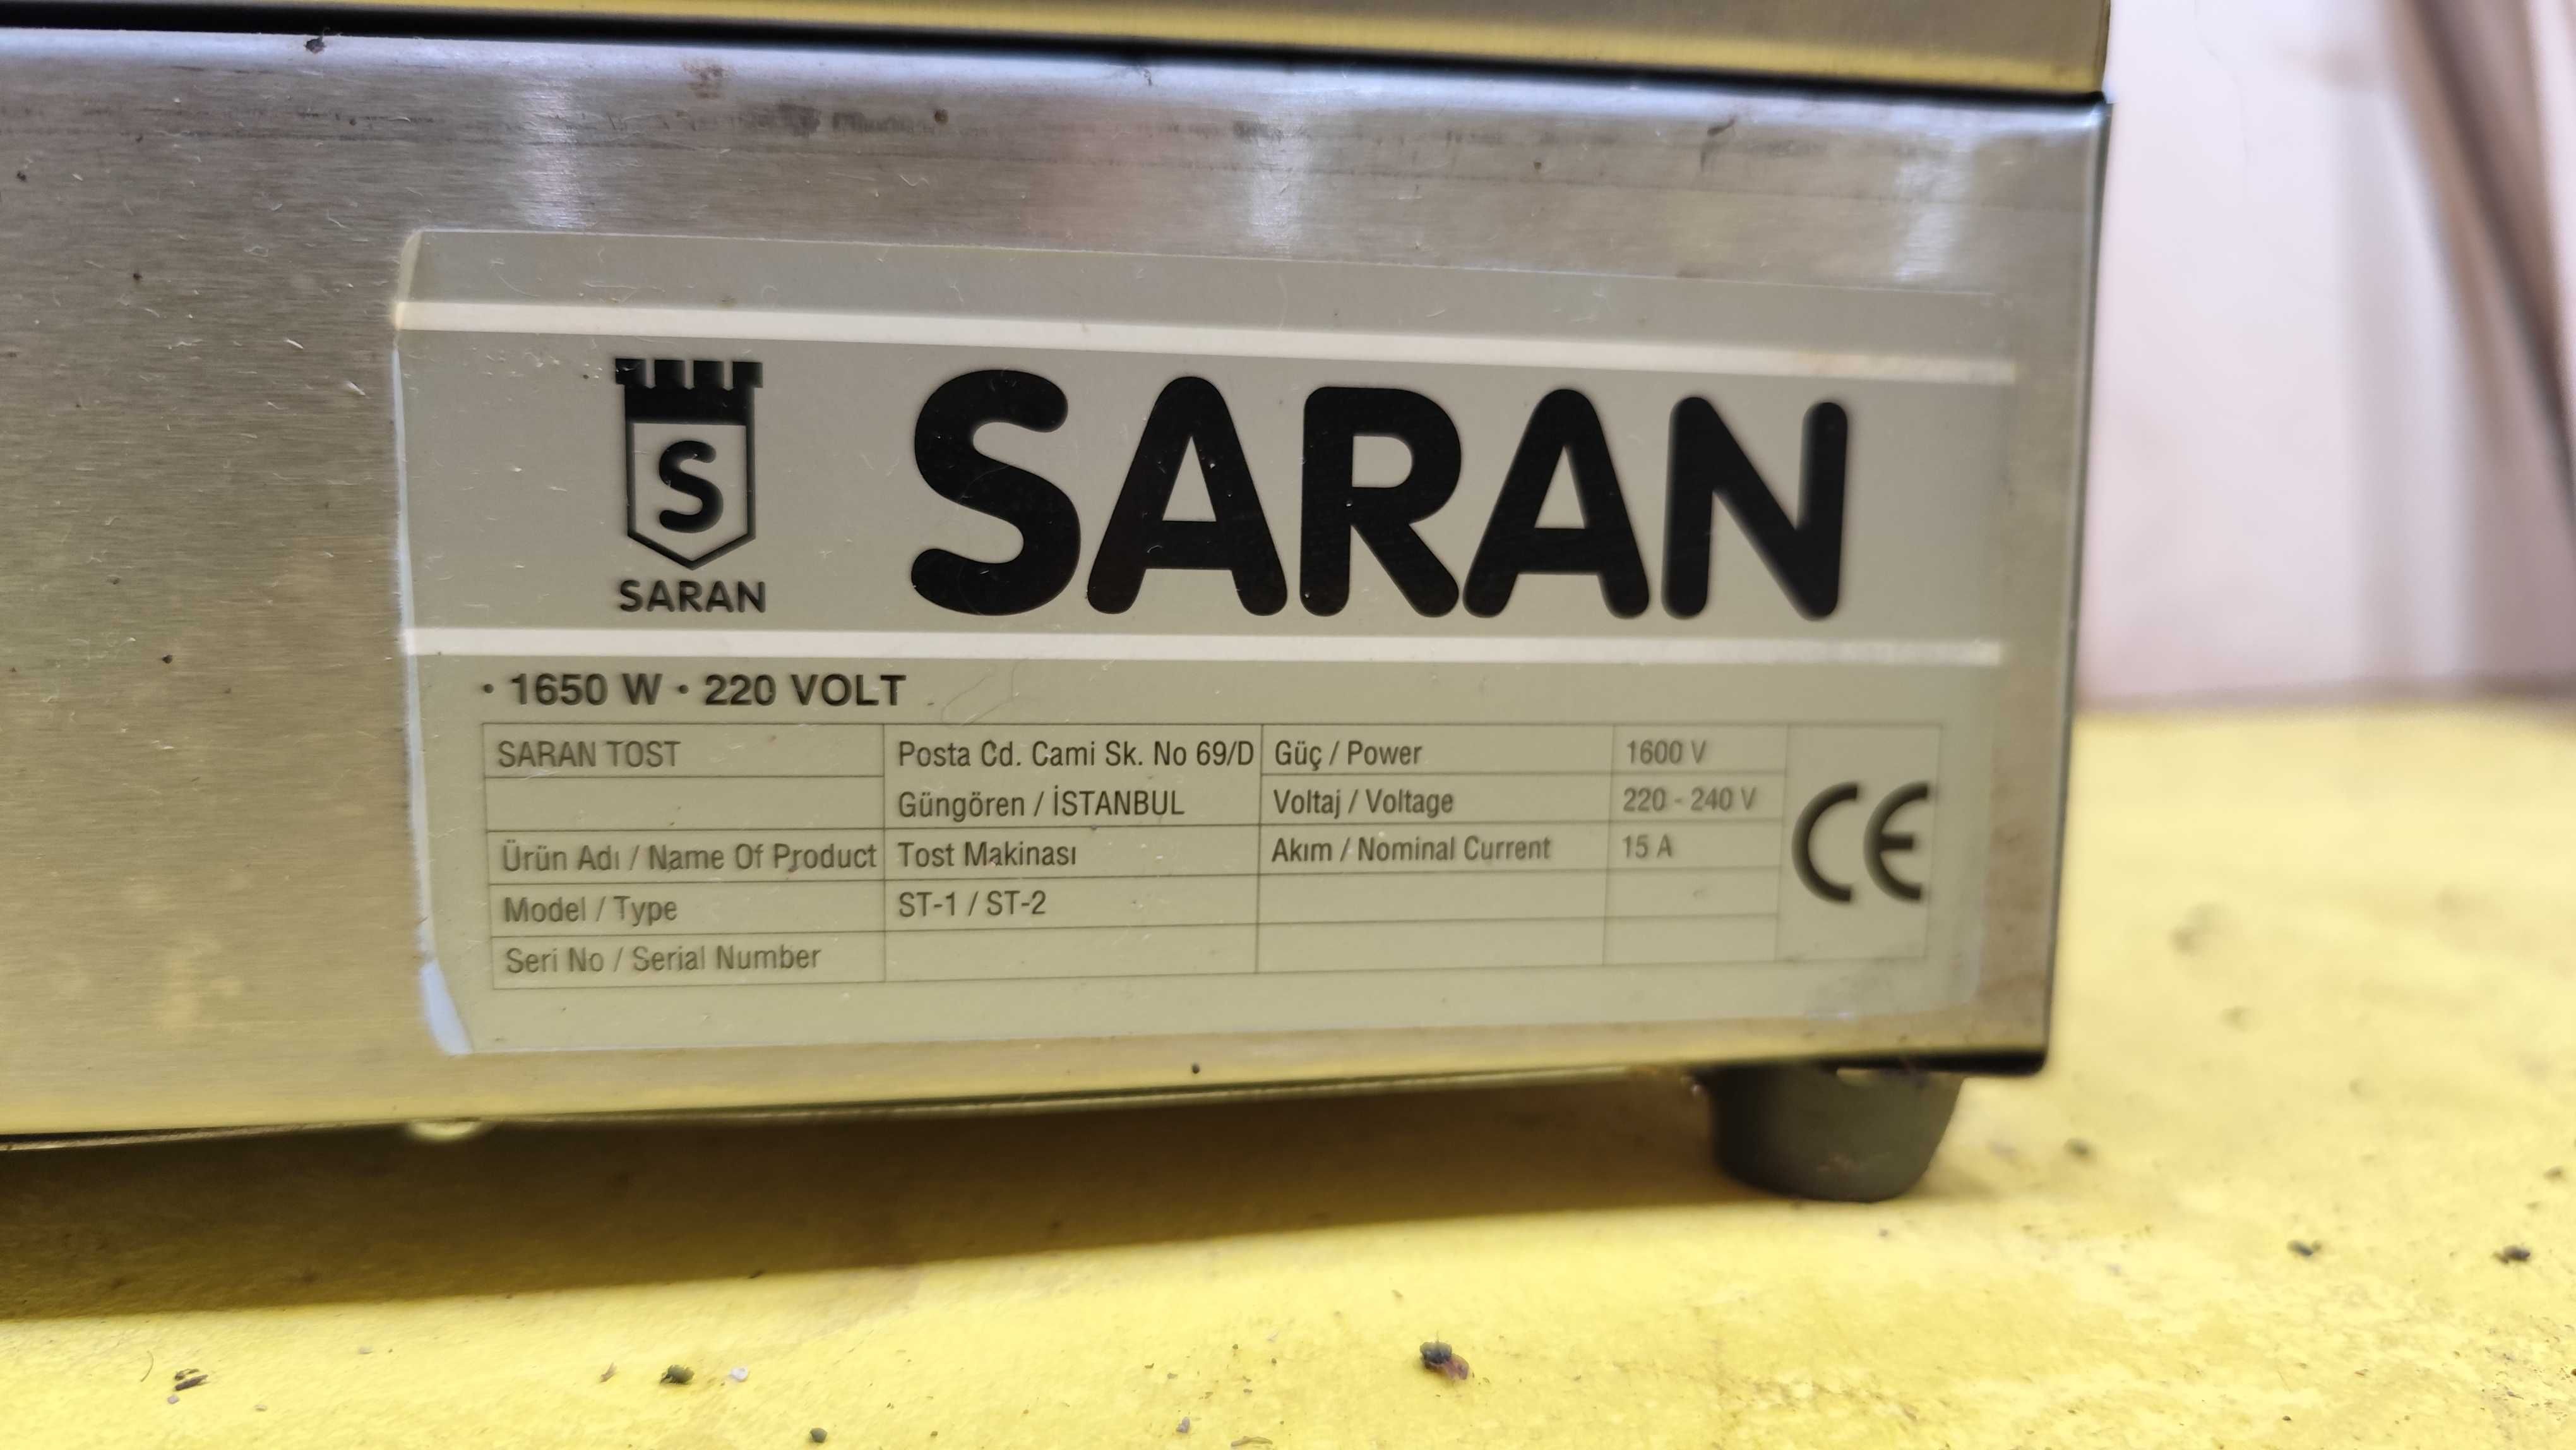 S
SARAN
SARAN
· 1650 W · 220 VOLT
SARAN TOST Posta Cd. Cami Sk. No 69/D Güç / Power 1600 V
Güngören / İSTANBUL Voltaj / Voltage 220 - 240 V
Ürün Adı / Name Of Product Tost Makinası Akım / Nominal Current 15 A
Model / Type ST-1 / ST-2
Seri No / Serial Number
CE